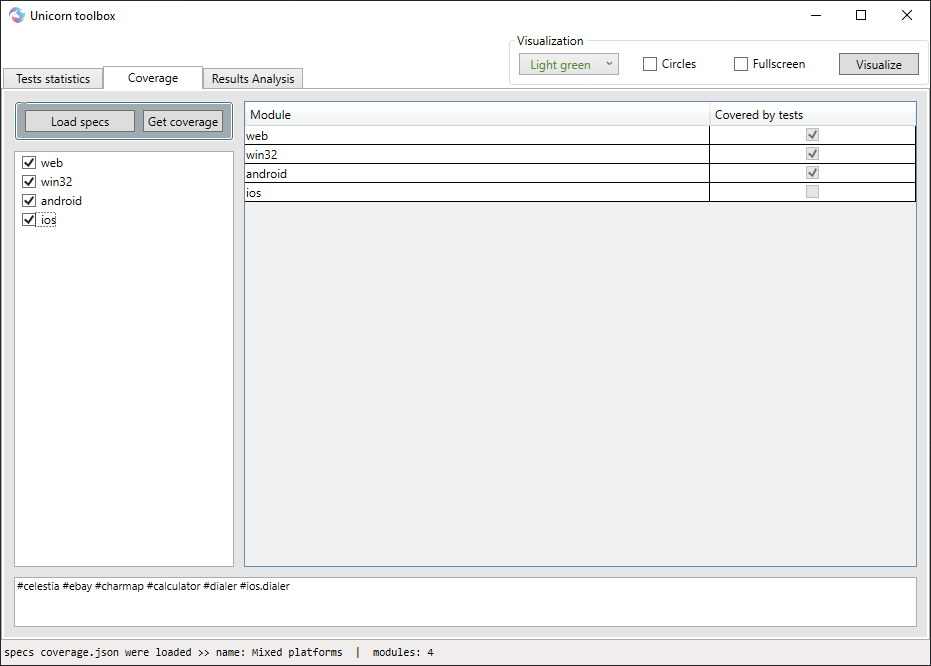 Unicorn toolbox
Visualization
Light green
Circles
Fullscreen
Visualize
Tests statistics
Coverage
Results Analysis
Load specs
Get coverage
web
win32
android
ios
Module
Covered by tests
web
win32
android
ios
#celestia #ebay #charmap #calculator #dialer #ios.dialer
specs coverage.json were loaded >> name: Mixed platforms | modules: 4